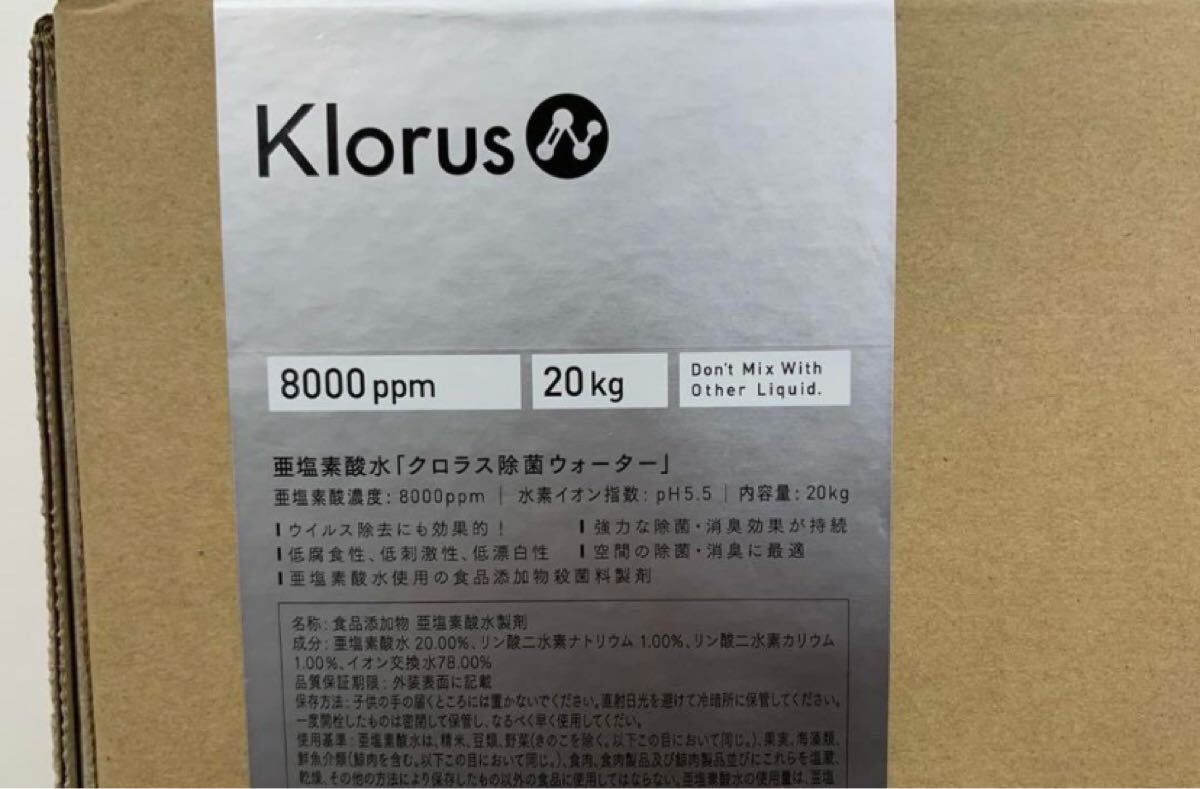 Klorus
8000 ppm
20kg
Don't Mix With
Other Liquid.
亜塩素酸水「クロラス除菌ウォーター」
亜塩素酸濃度: 8000ppm | 水素イオン指数: pH5.5 | 内容量: 20kg
ウイルス除去にも効果的！
強力な除菌・消臭効果が持続
低腐食性、低刺激性、低漂白性
空間の除菌・消臭に最適
亜塩素酸水使用の食品添加物殺菌料製剤
名称: 食品添加物 亜塩素酸水製剤
成分: 亜塩素酸水 20.00%、リン酸二水素ナトリウム 1.00%、リン酸二水素カリウム
1.00%、イオン交換水78.00%
品質保証期限: 外装表面に記載
保存方法: 子供の手の届くところには置かないでください。直射日光を避けて冷暗所に保管してください。
一度開栓したものは密閉して保管し、なるべく早く使用してください。
使用基準: 亜塩素酸水は、精米、豆類、野菜(きのこを除く。以下この目において同じ。)、果実、海藻類、
鮮魚介類(鯨肉を含む。以下この目において同じ。)、食肉、食肉製品及び鯨肉製品並びにこれらを塩蔵、
乾燥、その他の方法により保存したもの以外の食品に使用してはならない。亜塩素酸水の使用量は、亜塩